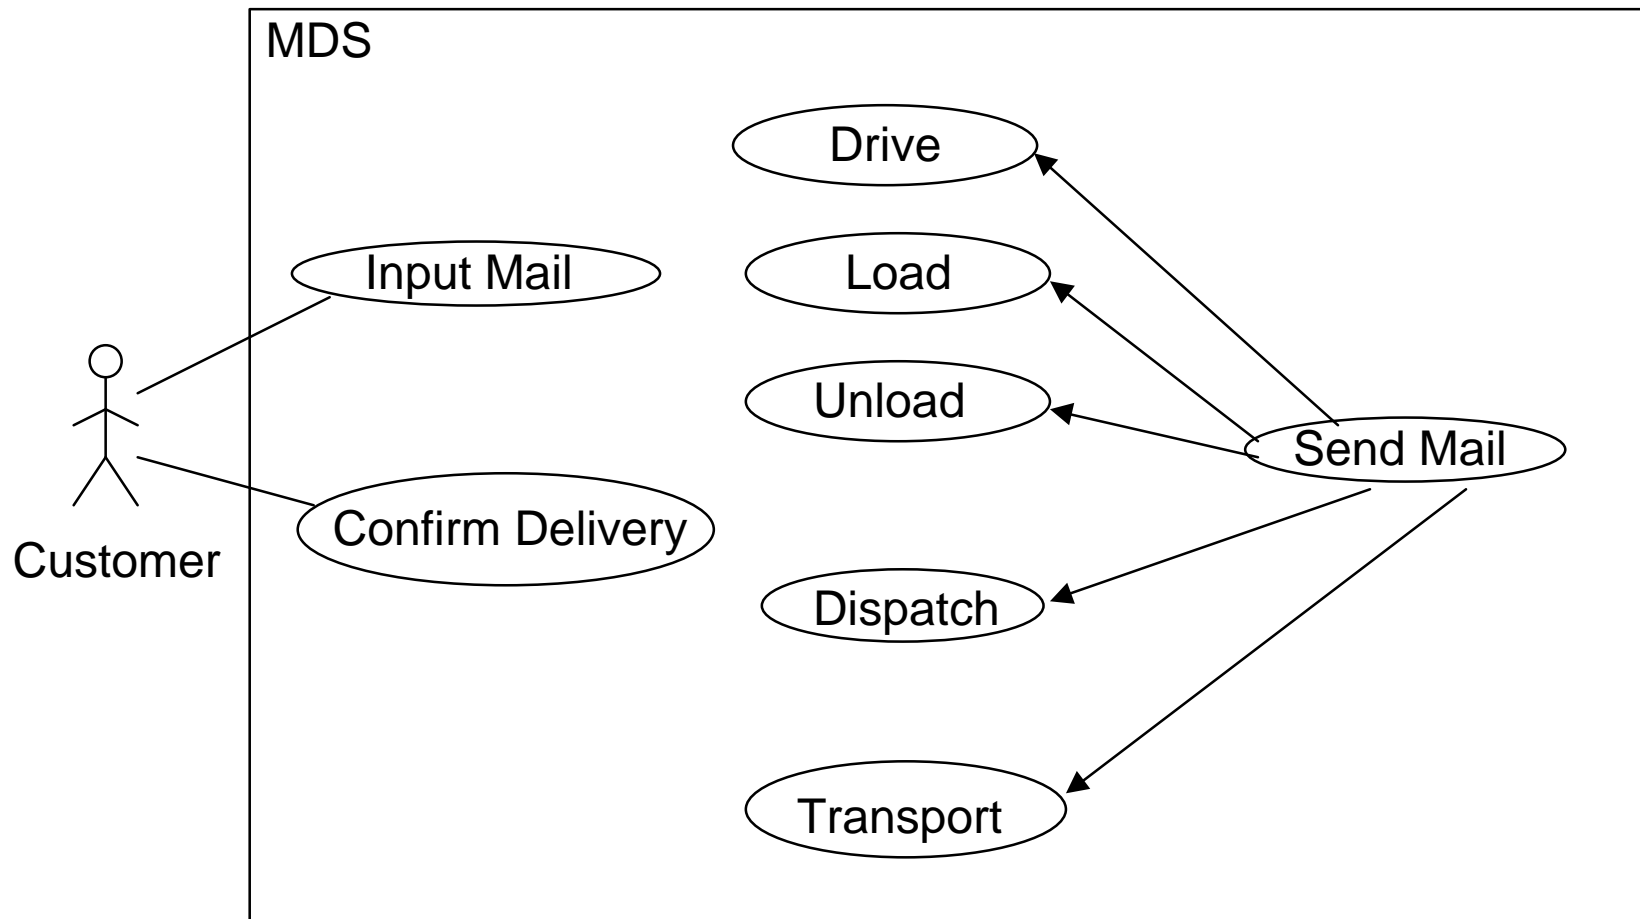 MDS
Drive
Input Mail
Load
Unload
Send Mail
Confirm Delivery
Customer
Dispatch
Transport